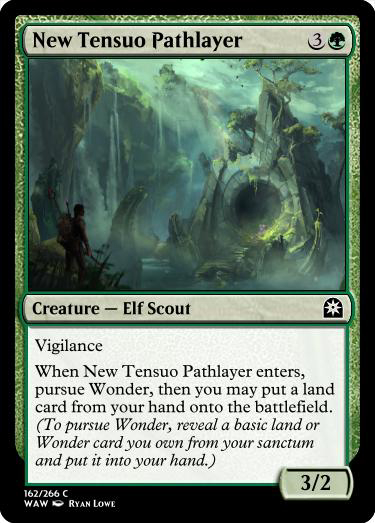 New Tensuo Pathlayer 3
Creature — Elf Scout
Vigilance
When New Tensuo Pathlayer enters,
pursue Wonder, then you may put a land
card from your hand onto the battlefield.
(To pursue Wonder, reveal a basic land or
Wonder card you own from your sanctum
and put it into your hand.)
3/2
162/266 C
WAW Ryan Lowe